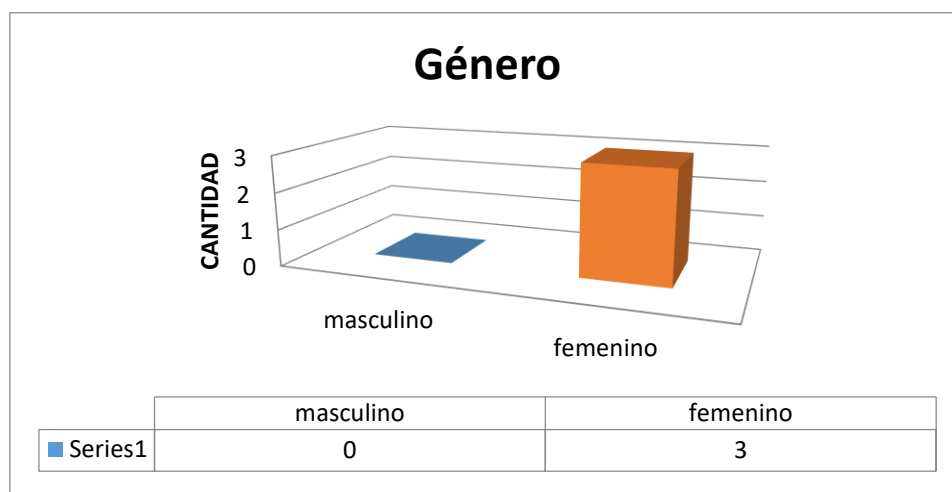 Género
CANTIDAD
3
2
1
0
masculino
femenino
masculino femenino
Series1 0 3